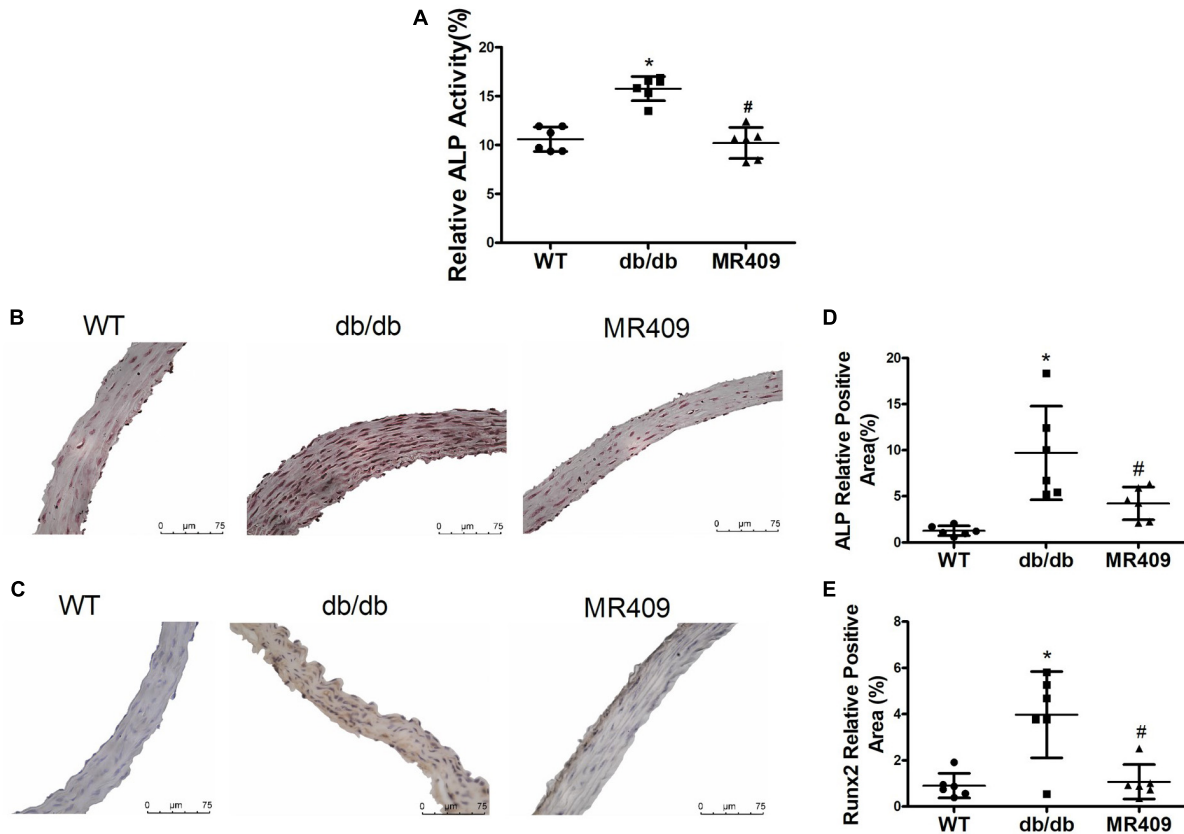 A
Relative ALP Activity(%)
20
15
10
5
0
*
#
WT db/db MR409
B
WT db/db MR409
0 µm 75
0 µm 75
0 µm 75
C
WT db/db MR409
0 µm 75
0 µm 75
0 µm 75
D
ALP Relative Positive
Area(%)
20
15
10
5
0
*
#
WT db/db MR409
E
Runx2 Relative Positive
Area (%)
8
6
4
2
0
*
#
WT db/db MR409